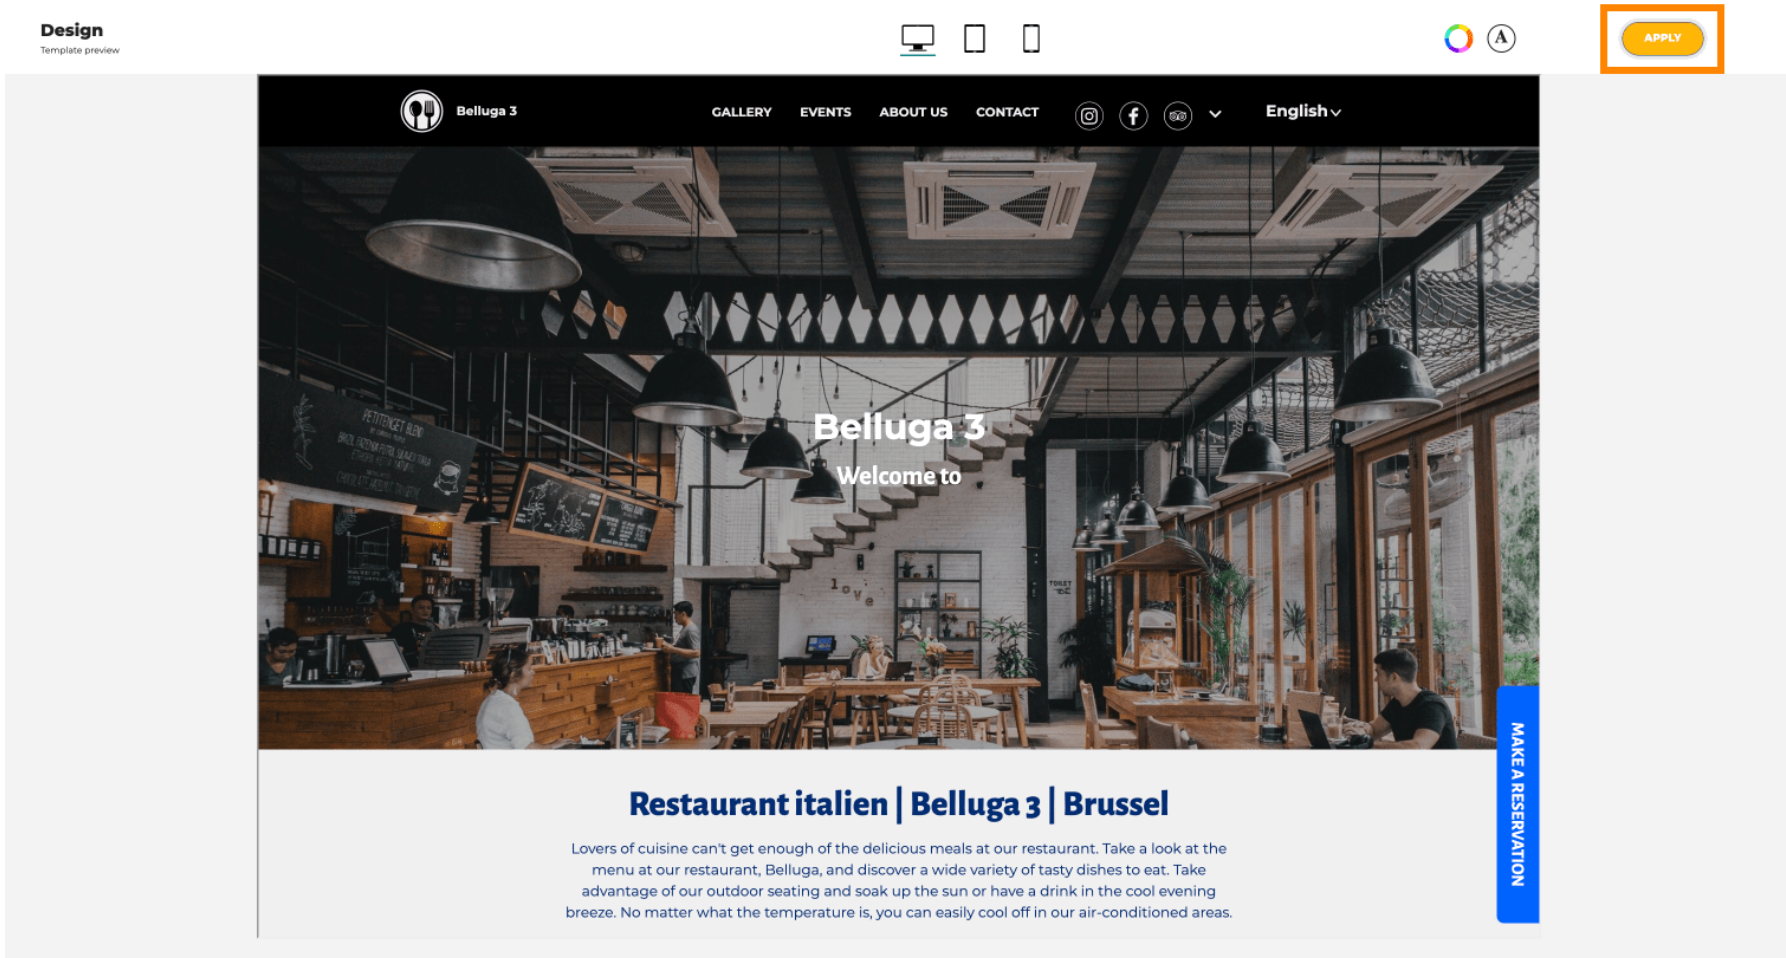 Design
Template preview
APPLY
Belluga 3
GALLERY EVENTS ABOUT US CONTACT English
PETITENGET BLEND
love
TOILET
Belluga 3
Welcome to
MAKE A RESERVATION
Restaurant italien | Belluga 3 | Brussel
Lovers of cuisine can't get enough of the delicious meals at our restaurant. Take a look at the
menu at our restaurant, Belluga, and discover a wide variety of tasty dishes to eat. Take
advantage of our outdoor seating and soak up the sun or have a drink in the cool evening
breeze. No matter what the temperature is, you can easily cool off in our air-conditioned areas.